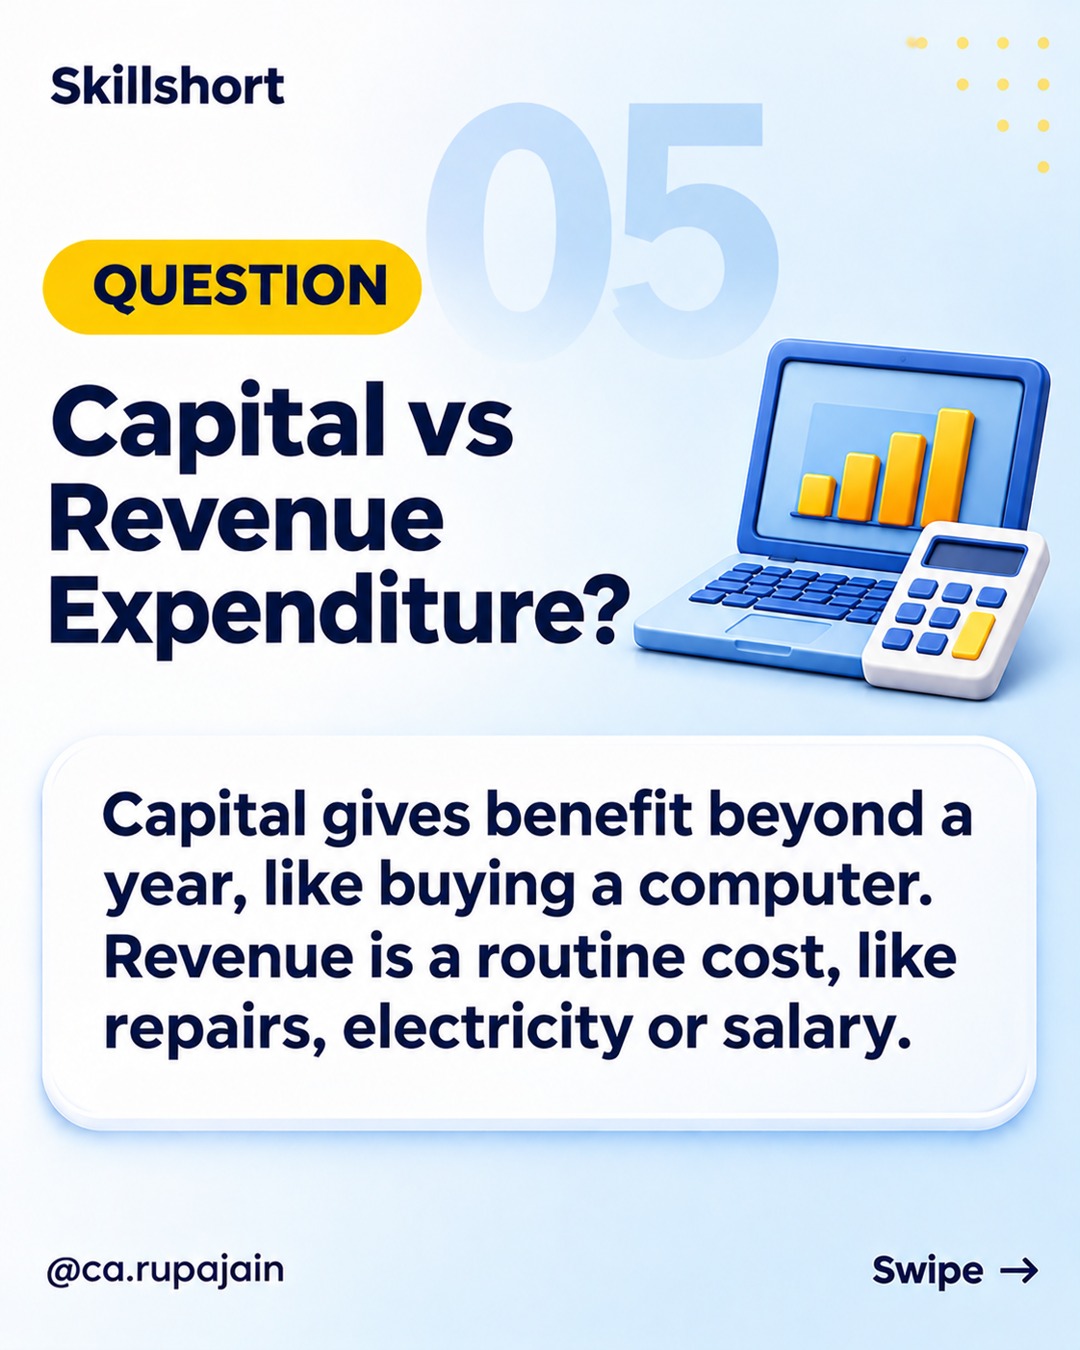 Skillshort
05
QUESTION
Capital vs
Revenue
Expenditure?
Capital gives benefit beyond a
year, like buying a computer.
Revenue is a routine cost, like
repairs, electricity or salary.
@ca.rupajain
Swipe →